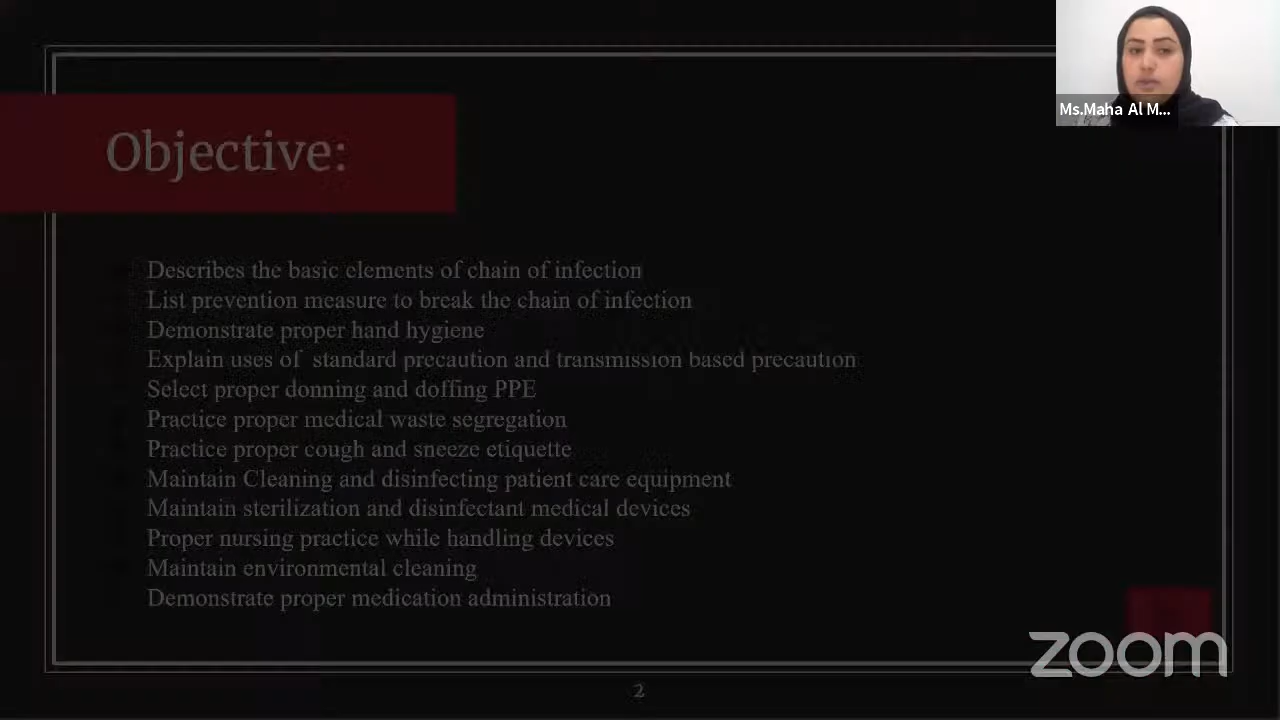 Ms.Maha Al M...
Objective:
Describes the basic elements of chain of infection
List prevention measure to break the chain of infection
Demonstrate proper hand hygiene
Explain uses of standard precaution and transmission based precaution
Select proper donning and doffing PPE
Practice proper medical waste segregation
Practice proper cough and sneeze etiquette
Maintain Cleaning and disinfecting patient care equipment
Maintain sterilization and disinfectant medical devices
Proper nursing practice while handling devices
Maintain environmental cleaning
Demonstrate proper medication administration
zoom
2